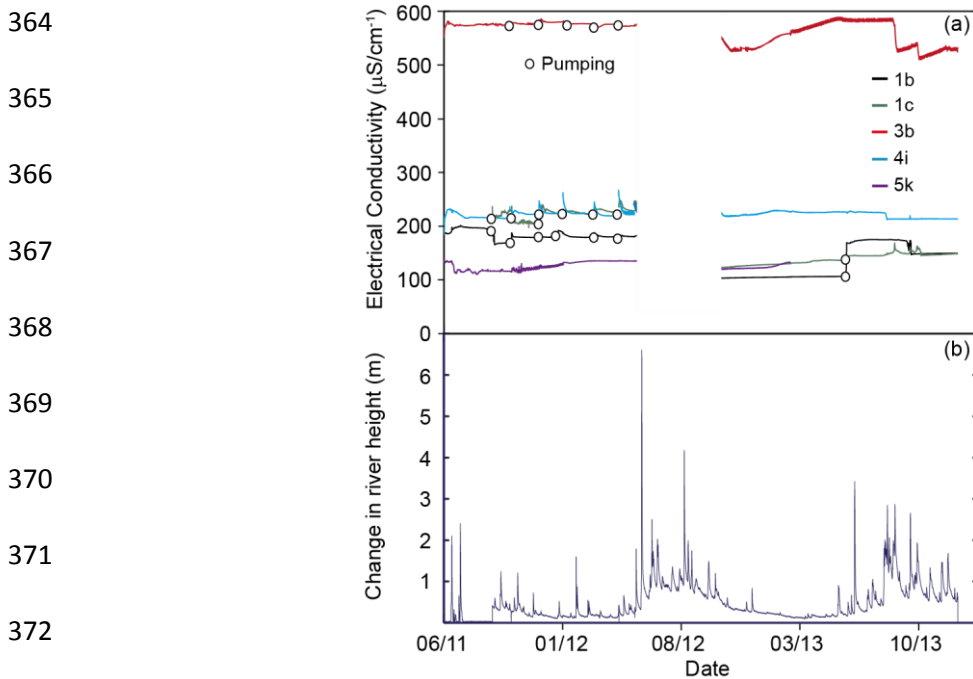 364
365
366
367
368
369
370
371
372
Electrical Conductivity (µS/cm⁻¹)
600
500
400
300
200
100
0
(a)
Pumping
1b
1c
3b
4i
5k
Change in river height (m)
6
5
4
3
2
1
(b)
06/11 01/12 08/12 03/13 10/13
Date